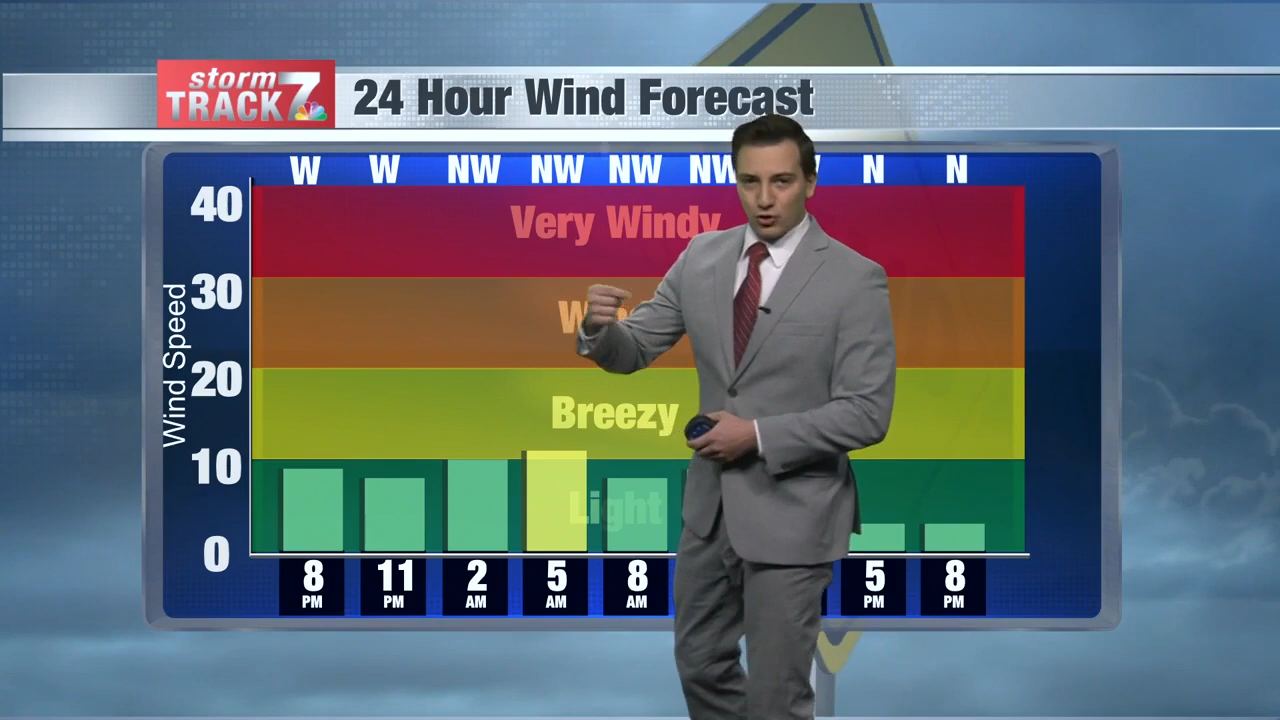 storm
TRACK 7
24 Hour Wind Forecast
W W NW NW NW NW N N
40
Very Windy
30
20
Breezy
10
Light
0
Wind Speed
8 11 2 5 8 5 8
PM PM AM AM AM PM PM